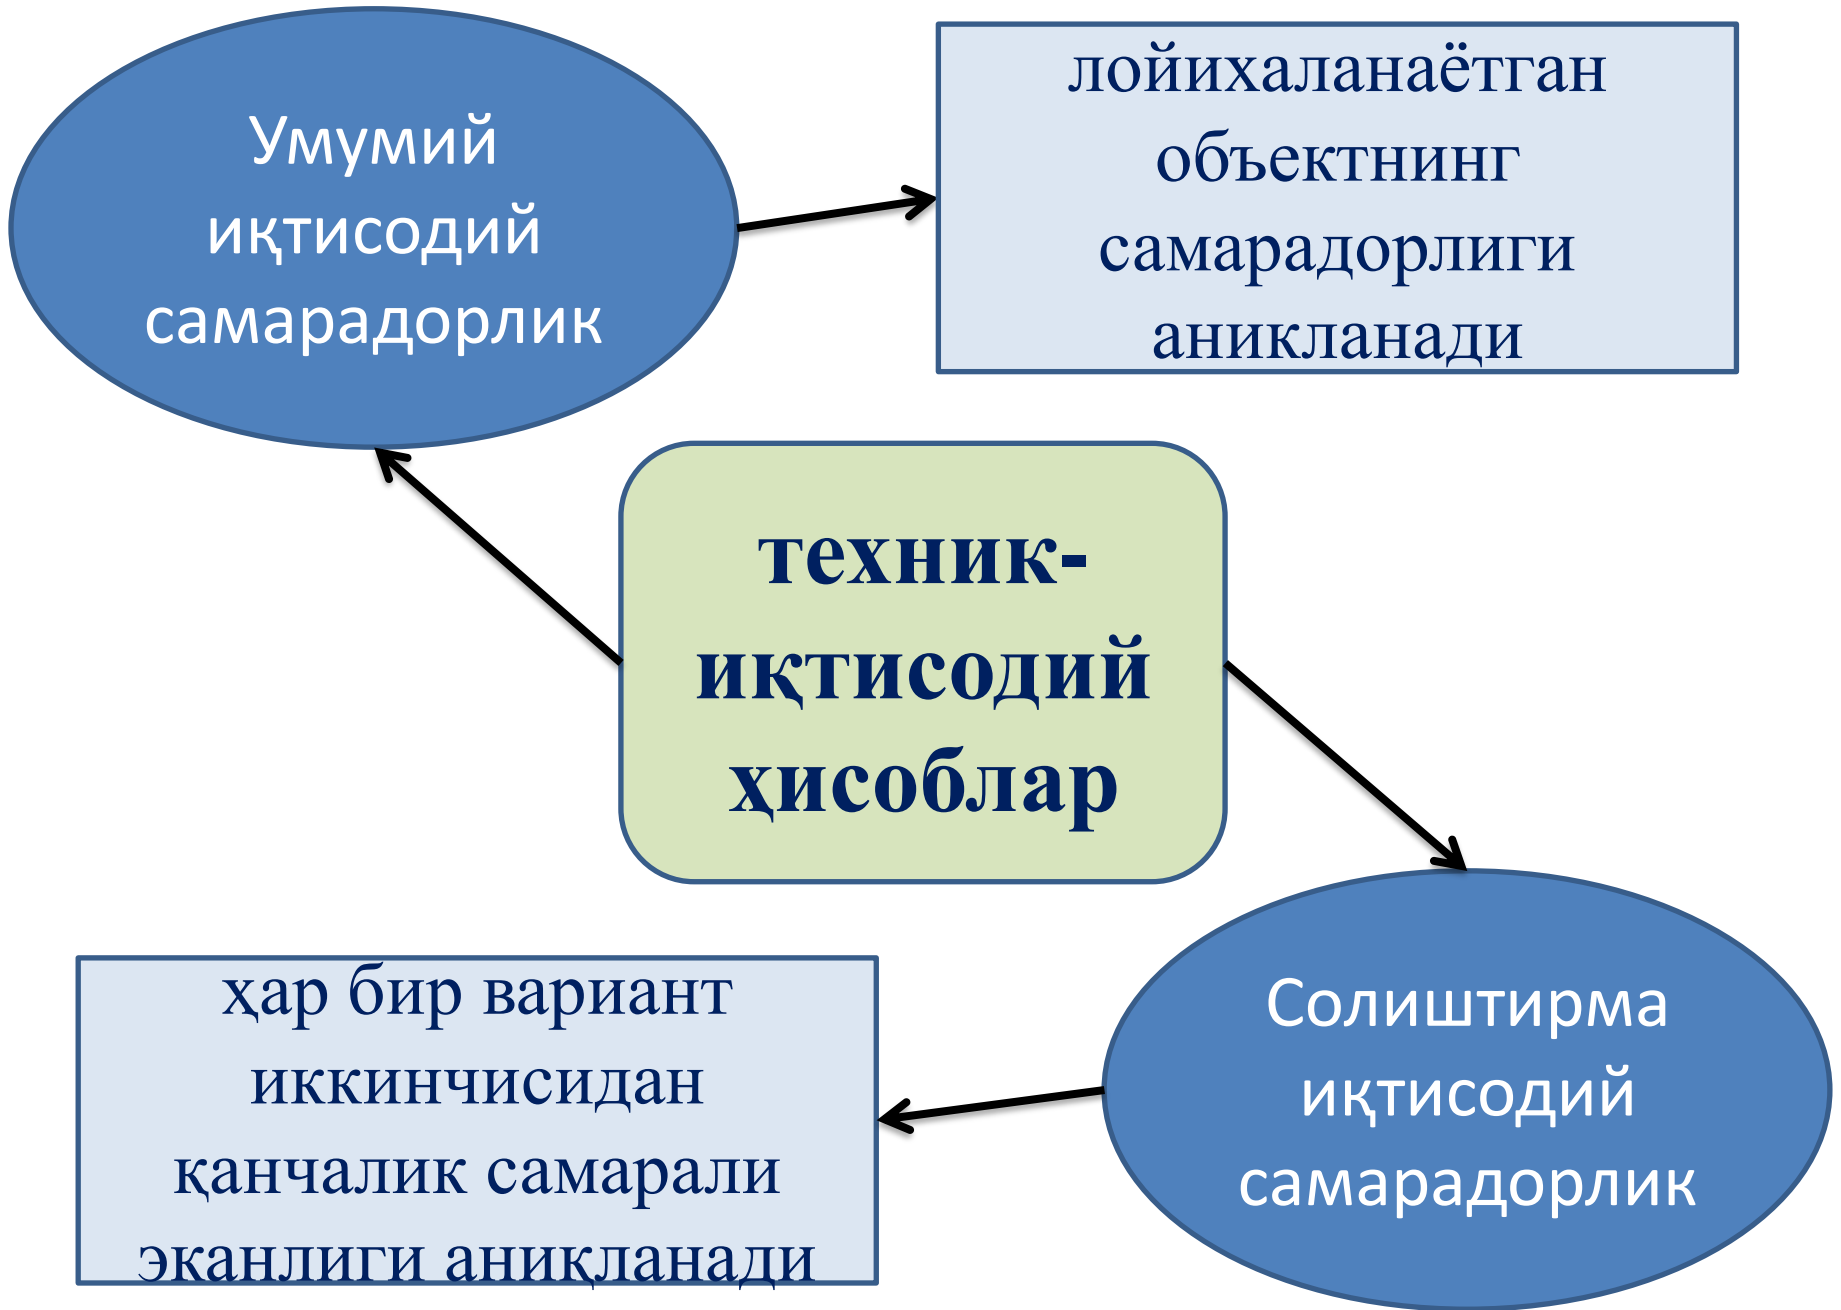 Умумий
иқтисодий
самарадорлик
лойихаланаётган
объектнинг
самарадорлиги
аникланади
техник-
иқтисодий
ҳисоблар
ҳар бир вариант
иккинчисидан
қанчалик самарали
эканлиги аниқланади
Солиштирма
иқтисодий
самарадорлик